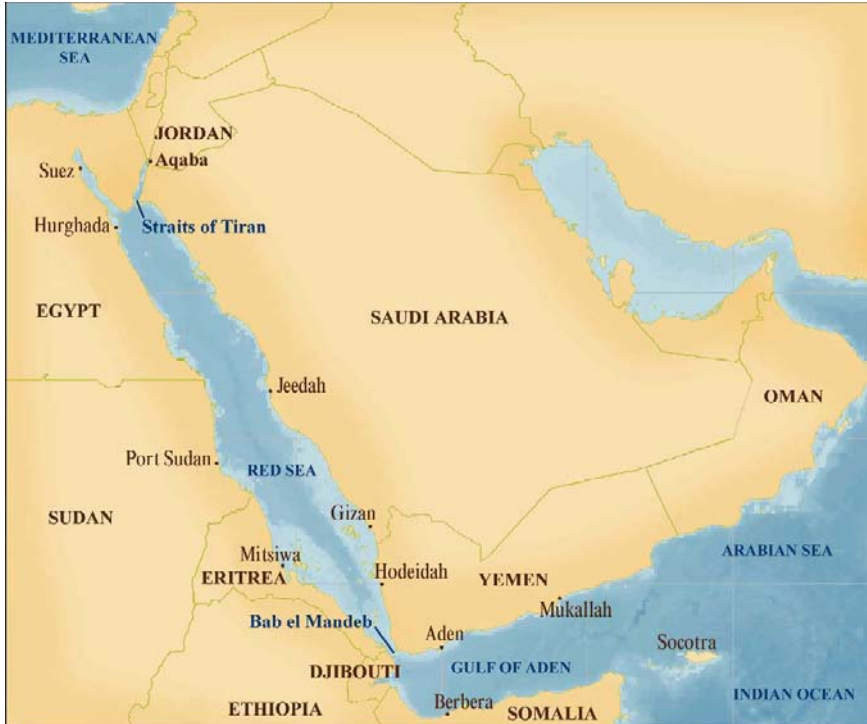 MEDITERRANEAN
SEA
JORDAN
Aqaba
Suez
Straits of Tiran
Hurghada
EGYPT
SAUDI ARABIA
Jeedah
OMAN
Port Sudan
RED SEA
Gizan
SUDAN
ARABIAN SEA
Mitsiwa
ERITREA
Hodeidah
YEMEN
Mukallah
Bab el Mandeb
Aden
Socotra
DJIBOUTI
GULF OF ADEN
INDIAN OCEAN
Berbera
ETHIOPIA
SOMALIA